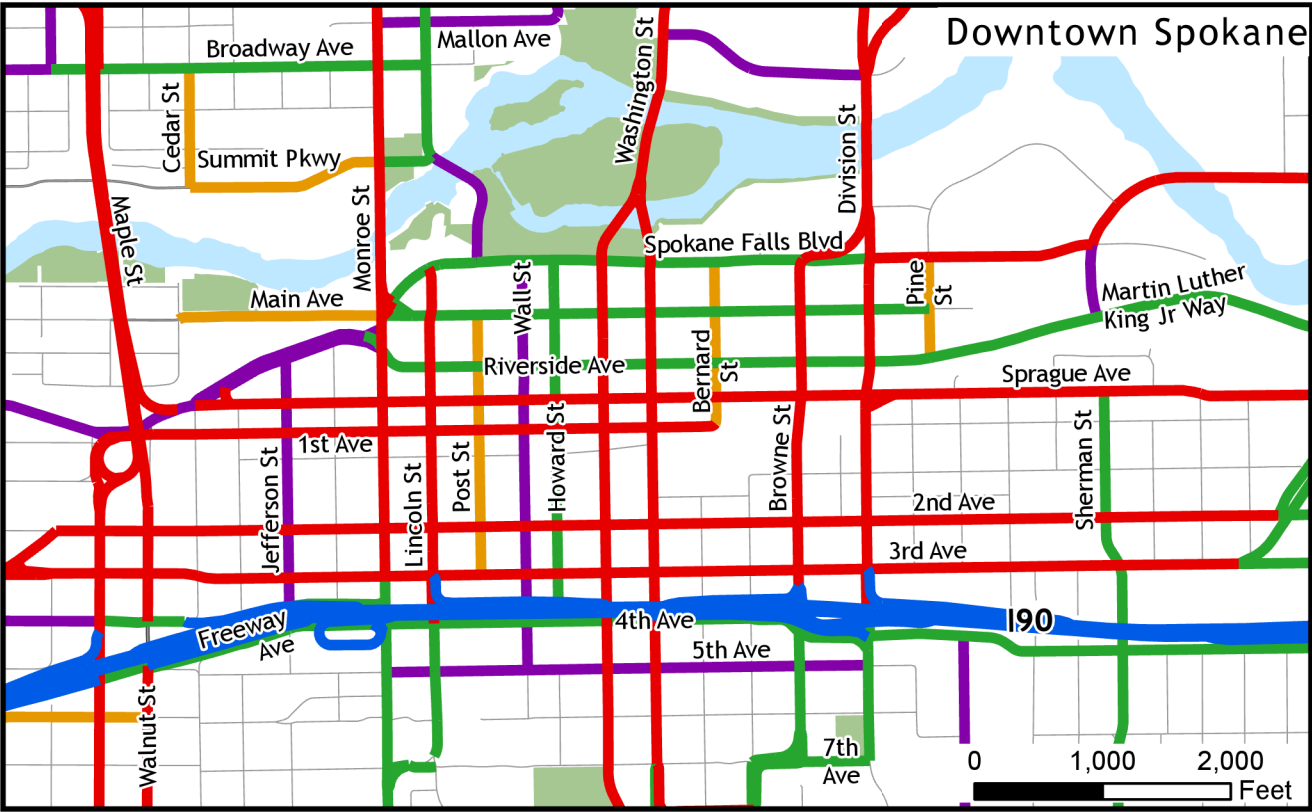 Downtown Spokane
Mallon Ave
Broadway Ave
Washington St
Cedar St
Summit Pkwy
Division St
Maple St
Monroe St
Spokane Falls Blvd
Main Ave
Wall St
Pine
St
Martin Luther
King Jr Way
Riverside Ave
Bernard
St
Sprague Ave
1st Ave
Jefferson St
Lincoln St
Post St
Howard St
Browne St
2nd Ave
Sherman St
3rd Ave
Freeway
Ave
4th Ave
I90
5th Ave
Walnut St
7th
Ave
0 1,000 2,000
Feet